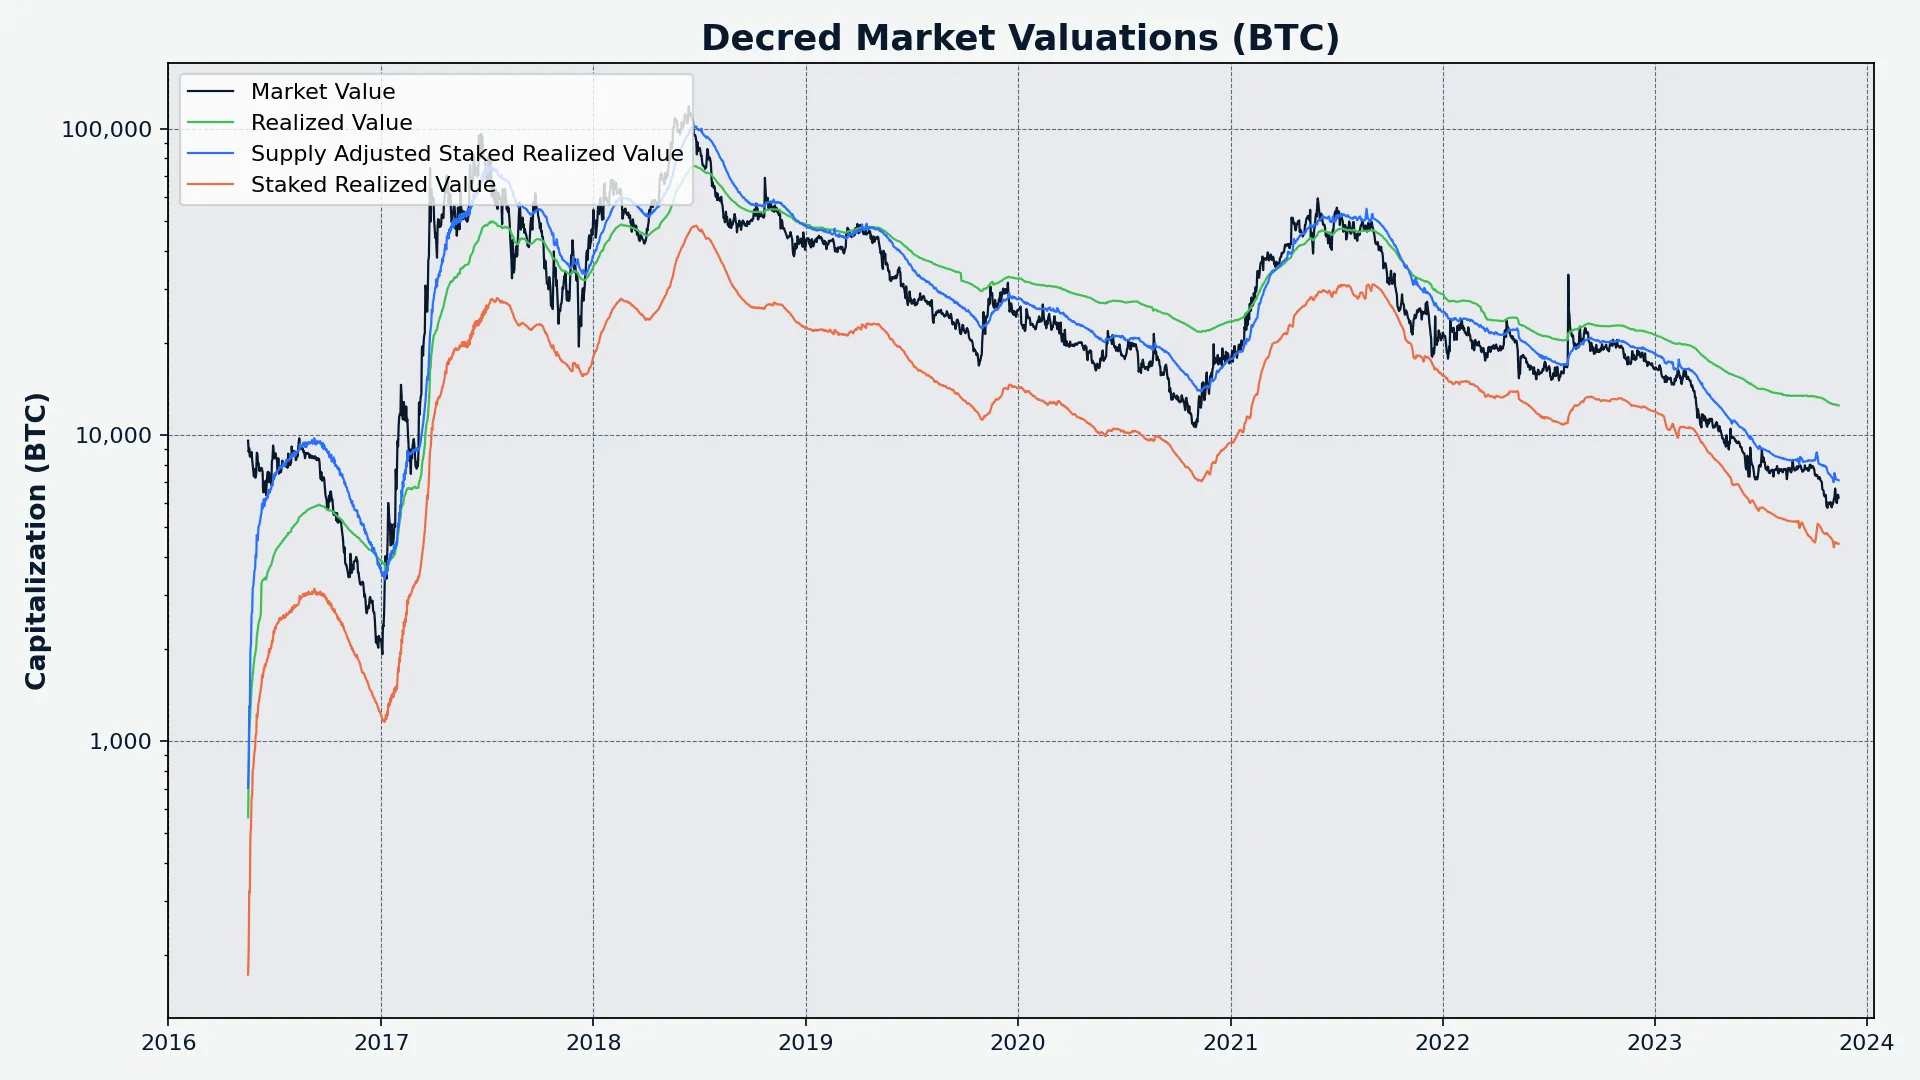 Decred Market Valuations (BTC)
Market Value
Realized Value
Supply Adjusted Staked Realized Value
Staked Realized Value
100,000
10,000
1,000
Capitalization (BTC)
2016 2017 2018 2019 2020 2021 2022 2023 2024